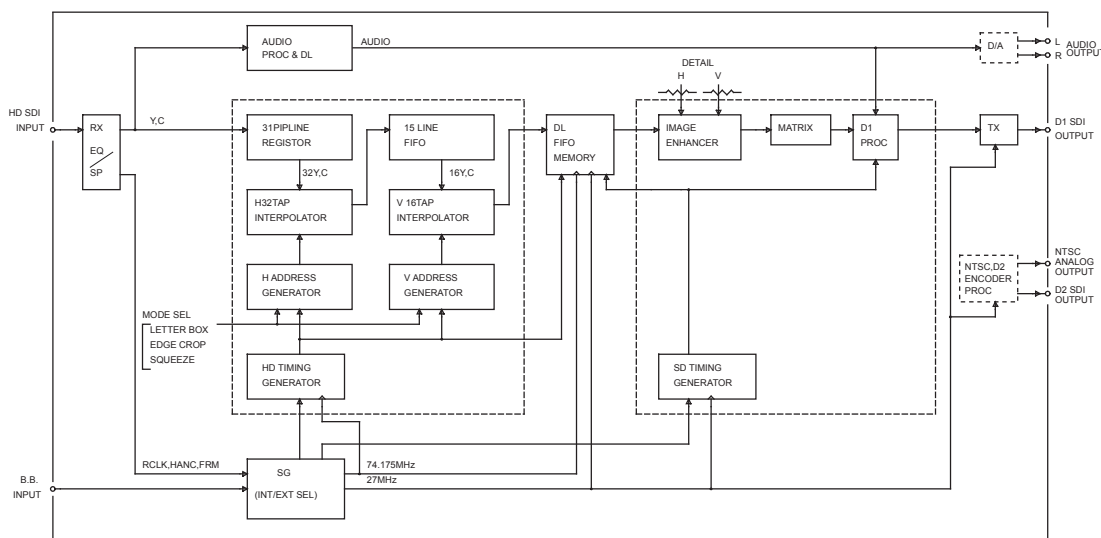 AUDIO
PROC & DL
AUDIO
D/A
L
R
AUDIO
OUTPUT
DETAIL
H
V
HD SDI
INPUT
RX
EQ
SP
Y,C
31PIPLINE
REGISTOR
15 LINE
FIFO
DL
FIFO
MEMORY
IMAGE
ENHANCER
MATRIX
D1
PROC
TX
D1 SDI
OUTPUT
32Y,C
16Y,C
H32TAP
INTERPOLATOR
V 16TAP
INTERPOLATOR
H ADDRESS
GENERATOR
V ADDRESS
GENERATOR
NTSC,D2
ENCODER
PROC
NTSC
ANALOG
OUTPUT
D2 SDI
OUTPUT
MODE SEL
LETTER BOX
EDGE CROP
SQUEEZE
HD TIMING
GENERATOR
SD TIMING
GENERATOR
RCLK,HANC,FRM
SG
(INT/EXT SEL)
74.175MHz
27MHz
B.B.
INPUT